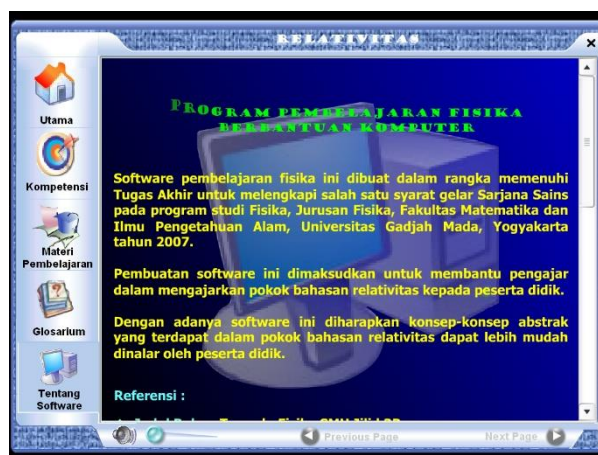 RELATIVITAS
Utama
Kompetensi
Materi
Pembelajaran
Glosarium
Tentang
Software
PROGRAM PEMBELAJARAN FISIKA
BERBANTUAN KOMPUTER
Software pembelajaran fisika ini dibuat dalam rangka memenuhi
Tugas Akhir untuk melengkapi salah satu syarat gelar Sarjana Sains
pada program studi Fisika, Jurusan Fisika, Fakultas Matematika dan
Ilmu Pengetahuan Alam, Universitas Gadjah Mada, Yogyakarta
tahun 2007.
Pembuatan software ini dimaksudkan untuk membantu pengajar
dalam mengajarkan pokok bahasan relativitas kepada peserta didik.
Dengan adanya software ini diharapkan konsep-konsep abstrak
yang terdapat dalam pokok bahasan relativitas dapat lebih mudah
dinalar oleh peserta didik.
Referensi :
Previous Page
Next Page